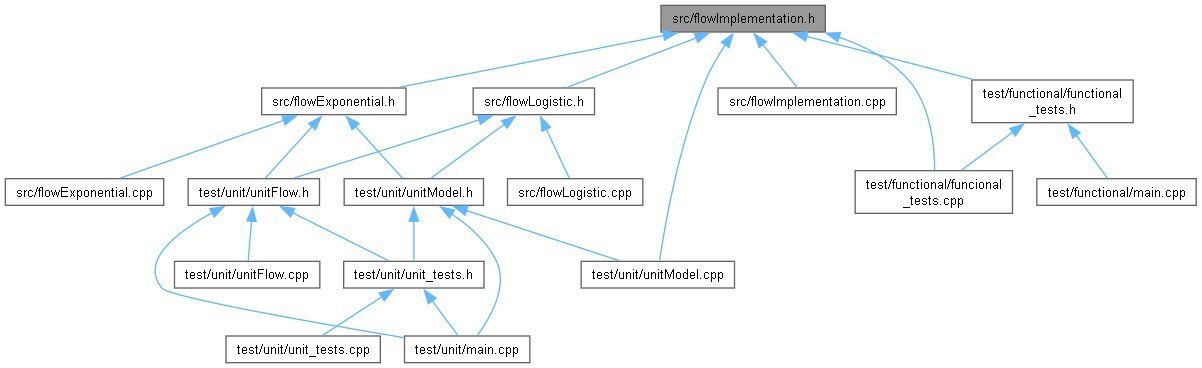 src/flowImplementation.h
src/flowExponential.h
src/flowLogistic.h
src/flowImplementation.cpp
test/functional/functional
_tests.h
src/flowExponential.cpp
test/unit/unitFlow.h
test/unit/unitModel.h
src/flowLogistic.cpp
test/functional/funcional
_tests.cpp
test/functional/main.cpp
test/unit/unitFlow.cpp
test/unit/unit_tests.h
test/unit/unitModel.cpp
test/unit/unit_tests.cpp
test/unit/main.cpp